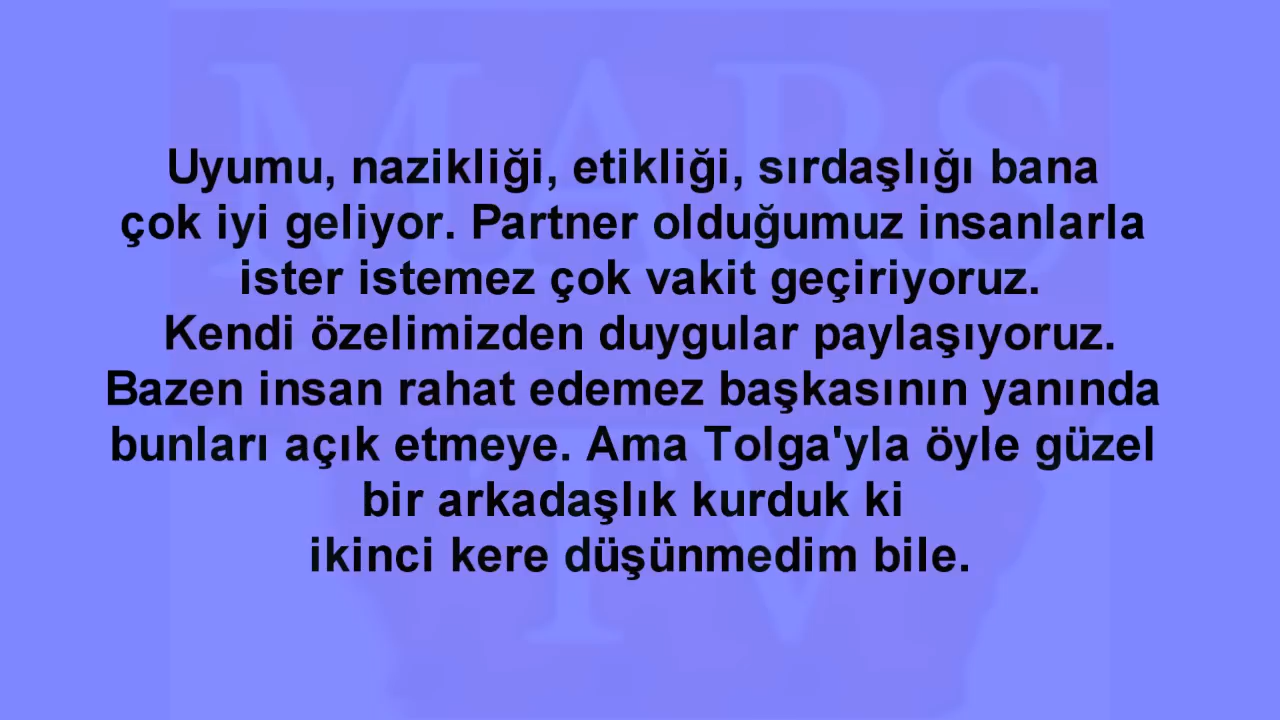 MARS
TV
Uyumu, nazikliği, etikliği, sırdaşlığı bana
çok iyi geliyor. Partner olduğumuz insanlarla
ister istemez çok vakit geçiriyoruz.
Kendi özelimizden duygular paylaşıyoruz.
Bazen insan rahat edemez başkasının yanında
bunları açık etmeye. Ama Tolga'yla öyle güzel
bir arkadaşlık kurduk ki
ikinci kere düşünmedim bile.